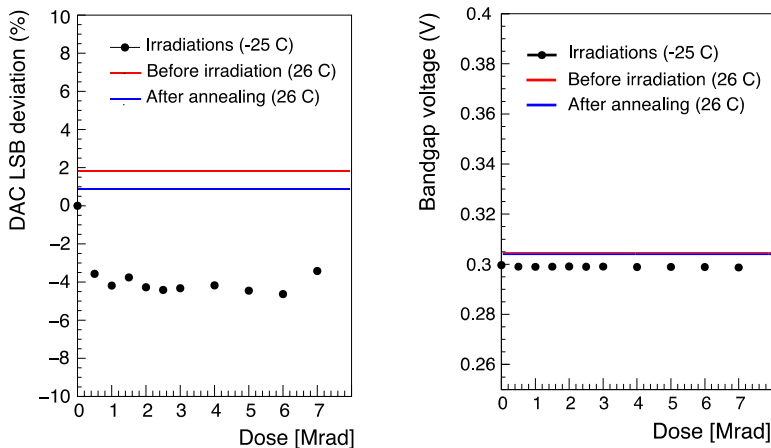 DAC LSB deviation (%)
10
8
6
4
2
0
−2
−4
−6
−8
−10
Irradiations (-25 C)
Before irradiation (26 C)
After annealing (26 C)
0 1 2 3 4 5 6 7
Dose [Mrad]
Bandgap voltage (V)
0.4
0.38
0.36
0.34
0.32
0.3
0.28
0.26
Irradiations (-25 C)
Before irradiation (26 C)
After annealing (26 C)
0 1 2 3 4 5 6 7
Dose [Mrad]